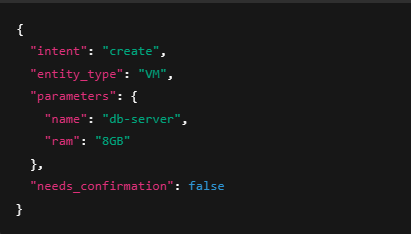 {
  "intent": "create",
  "entity_type": "VM",
  "parameters": {
    "name": "db-server",
    "ram": "8GB"
  },
  "needs_confirmation": false
}